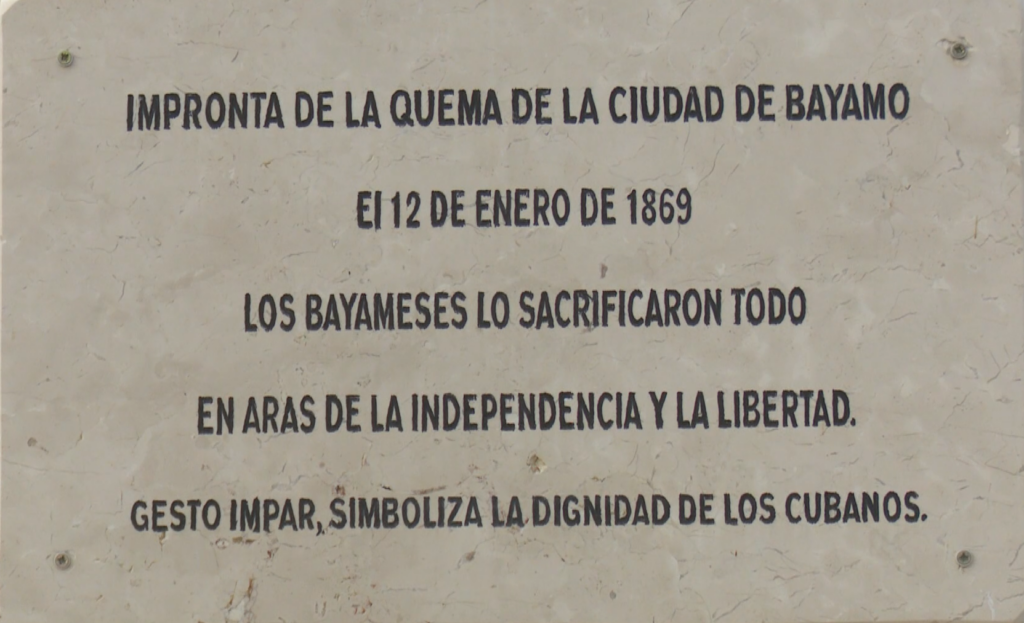 IMPRONTA DE LA QUEMA DE LA CIUDAD DE BAYAMO
El 12 DE ENERO DE 1869
LOS BAYAMESES LO SACRIFICARON TODO
EN ARAS DE LA INDEPENDENCIA Y LA LIBERTAD.
GESTO IMPAR, SIMBOLIZA LA DIGNIDAD DE LOS CUBANOS.